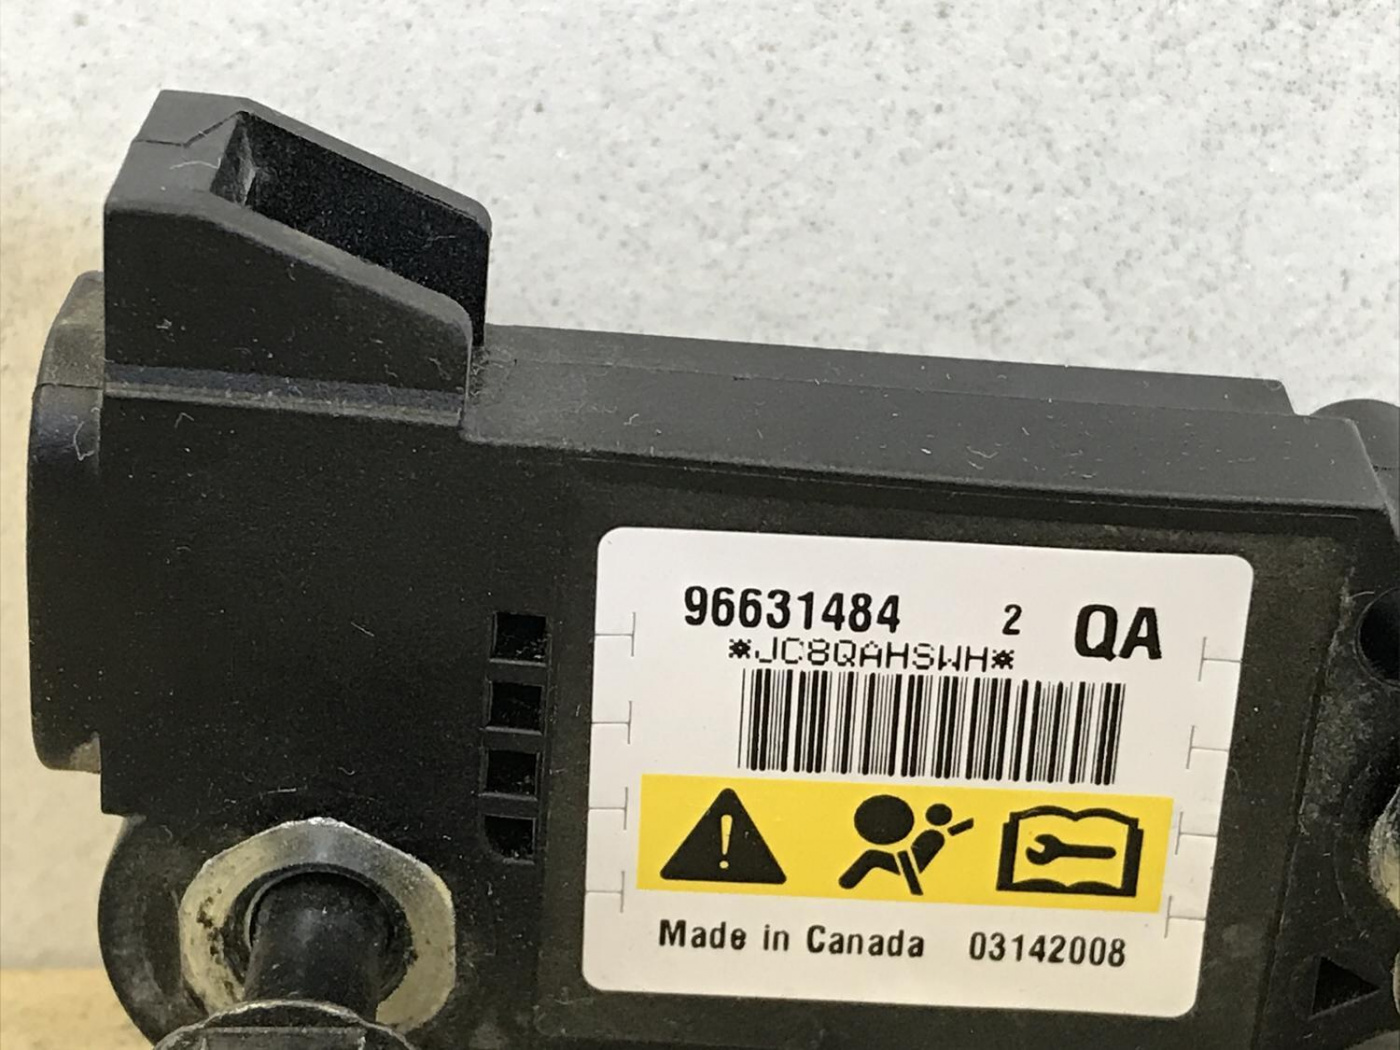 96631484 2 QA
*JC8QAHSWH*
Made in Canada 03142008